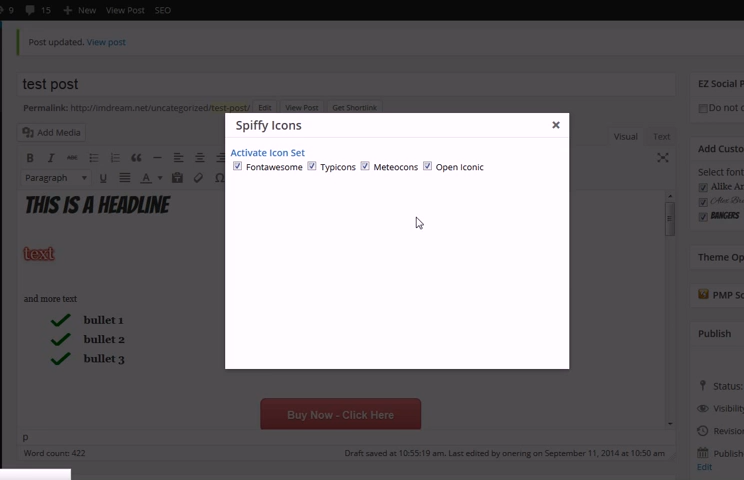 9 15 New View Post SEO
Post updated. View post
test post
EZ Social P
Permalink: http://imdream.net/uncategorized/test-post/ Edit View Post Get Shortlink
Do not c
Add Media
Visual Text
Spiffy Icons
Activate Icon Set
Fontawesome Typicons Meteocons Open Iconic
B I ABC
Paragraph U A
Add Custo
Select font
Alike An
BANGERS
THIS IS A HEADLINE
text
Theme Op
and more text
PMP Sc
bullet 1
bullet 2
bullet 3
Publish
Status:
Visibility
Revision
Publish
Edit
Buy Now - Click Here
p
Word count: 422
Draft saved at 10:55:19 am. Last edited by onering on September 11, 2014 at 10:50 am